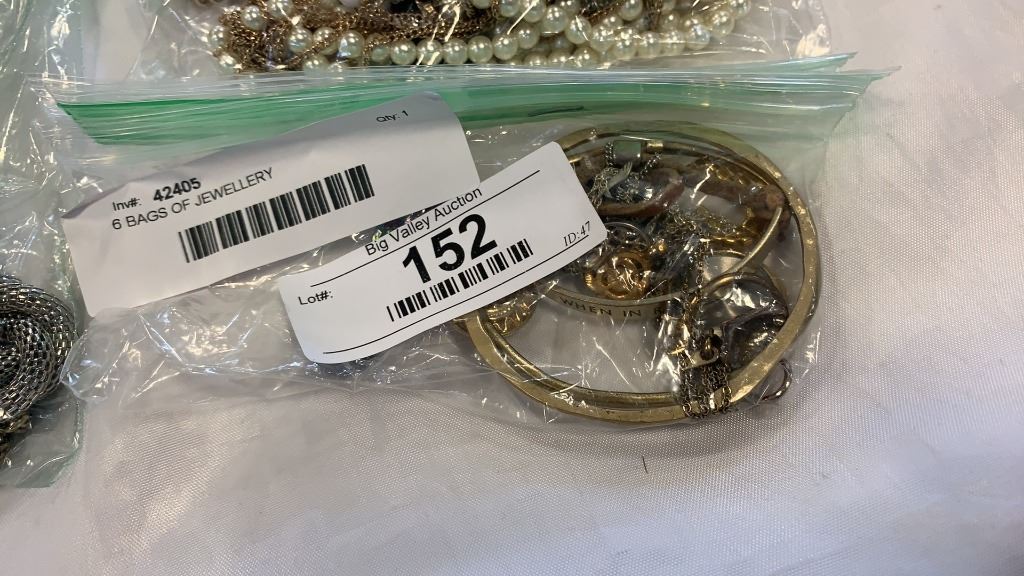 Qty: 1
Inv#: 42405
6 BAGS OF JEWELLERY
Big Valley Auction
Lot#: 152
ID:47
WHEN IN